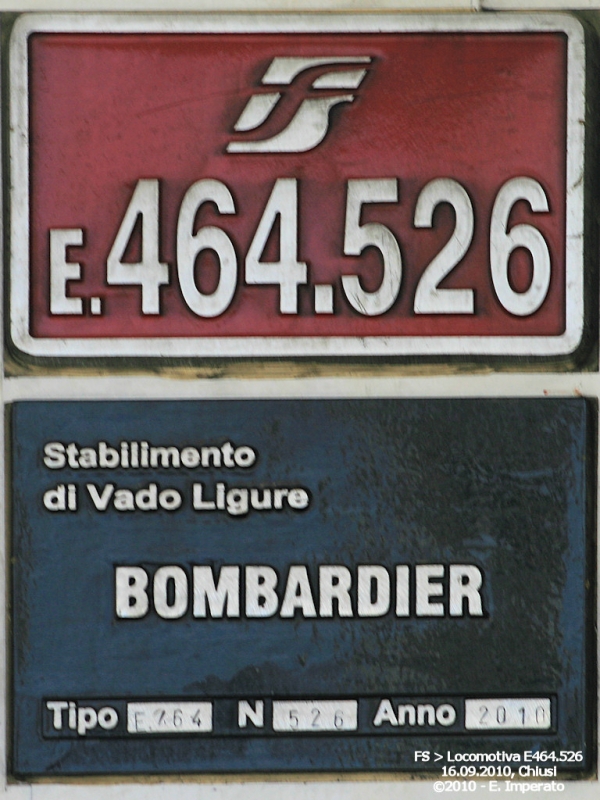 FS
E.464.526
Stabilimento
di Vado Ligure
BOMBARDIER
Tipo E.464 N 526 Anno 2010
FS > Locomotiva E464.526
16.09.2010, Chiusi
©2010 - E. Imperato